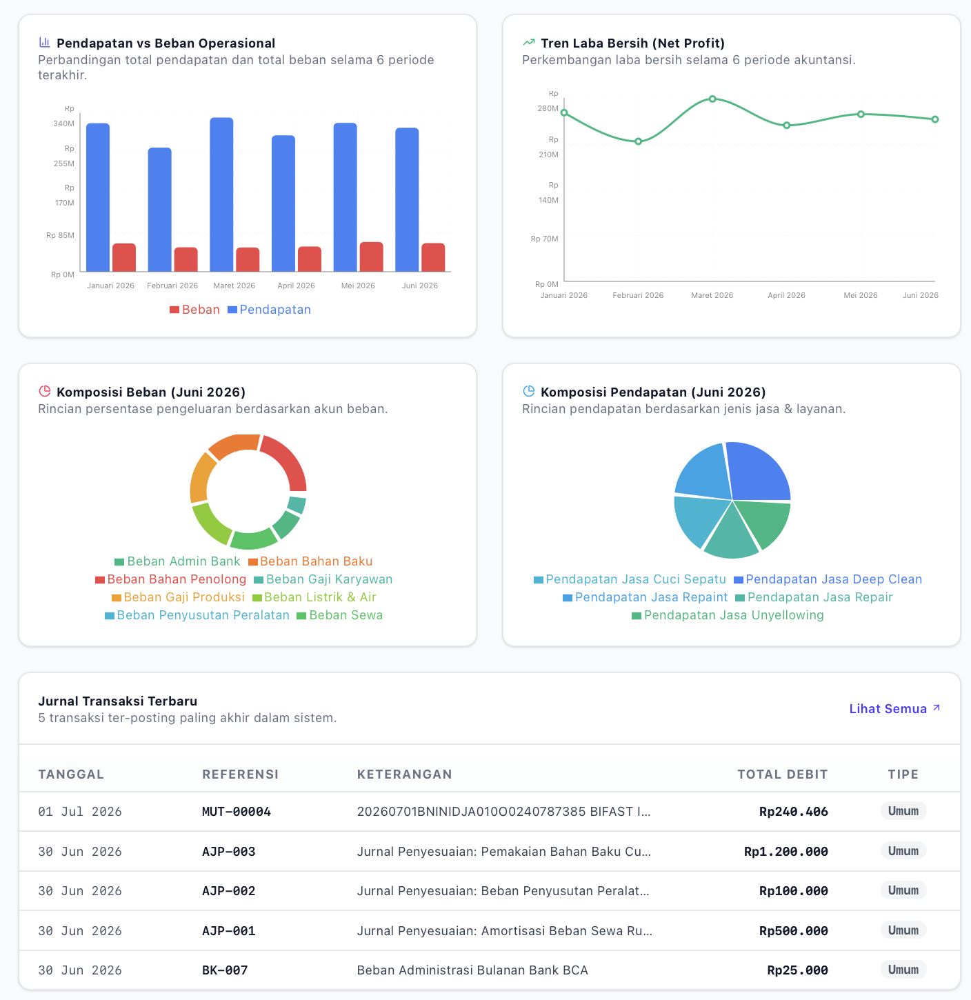 Pendapatan vs Beban Operasional
Perbandingan total pendapatan dan total beban selama 6 periode
terakhir.
Rp
340M
Rp
255M
Rp
170M
Rp 85M
Rp 0M
Januari 2026 Februari 2026 Maret 2026 April 2026 Mei 2026 Juni 2026
Beban Pendapatan
Tren Laba Bersih (Net Profit)
Perkembangan laba bersih selama 6 periode akuntansi.
Rp
280M
Rp
210M
Rp
140M
Rp 70M
Rp 0M
Januari 2026 Februari 2026 Maret 2026 April 2026 Mei 2026 Juni 2026
Komposisi Beban (Juni 2026)
Rincian persentase pengeluaran berdasarkan akun beban.
Beban Admin Bank Beban Bahan Baku
Beban Bahan Penolong Beban Gaji Karyawan
Beban Gaji Produksi Beban Listrik & Air
Beban Penyusutan Peralatan Beban Sewa
Komposisi Pendapatan (Juni 2026)
Rincian pendapatan berdasarkan jenis jasa & layanan.
Pendapatan Jasa Cuci Sepatu Pendapatan Jasa Deep Clean
Pendapatan Jasa Repaint Pendapatan Jasa Repair
Pendapatan Jasa Unyellowing
Jurnal Transaksi Terbaru
5 transaksi ter-posting paling akhir dalam sistem.
Lihat Semua
TANGGAL REFERENSI KETERANGAN TOTAL DEBIT TIPE
01 Jul 2026 MUT-00004 20260701BNINIDJA010O0240787385 BIFAST I... Rp240.406 Umum
30 Jun 2026 AJP-003 Jurnal Penyesuaian: Pemakaian Bahan Baku Cu... Rp1.200.000 Umum
30 Jun 2026 AJP-002 Jurnal Penyesuaian: Beban Penyusutan Peralat... Rp100.000 Umum
30 Jun 2026 AJP-001 Jurnal Penyesuaian: Amortisasi Beban Sewa Ru... Rp500.000 Umum
30 Jun 2026 BK-007 Beban Administrasi Bulanan Bank BCA Rp25.000 Umum